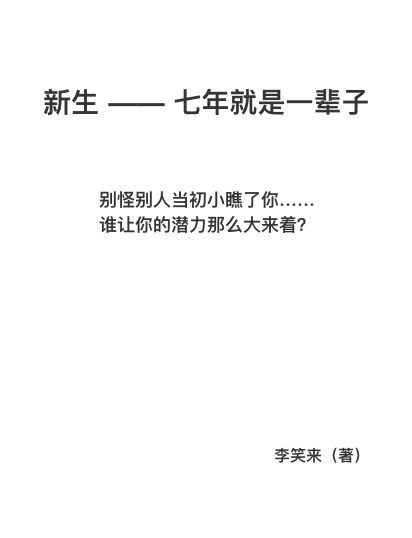 新生 —— 七年就是一辈子
别怪别人当初小瞧了你……
谁让你的潜力那么大来着？
李笑来（著）